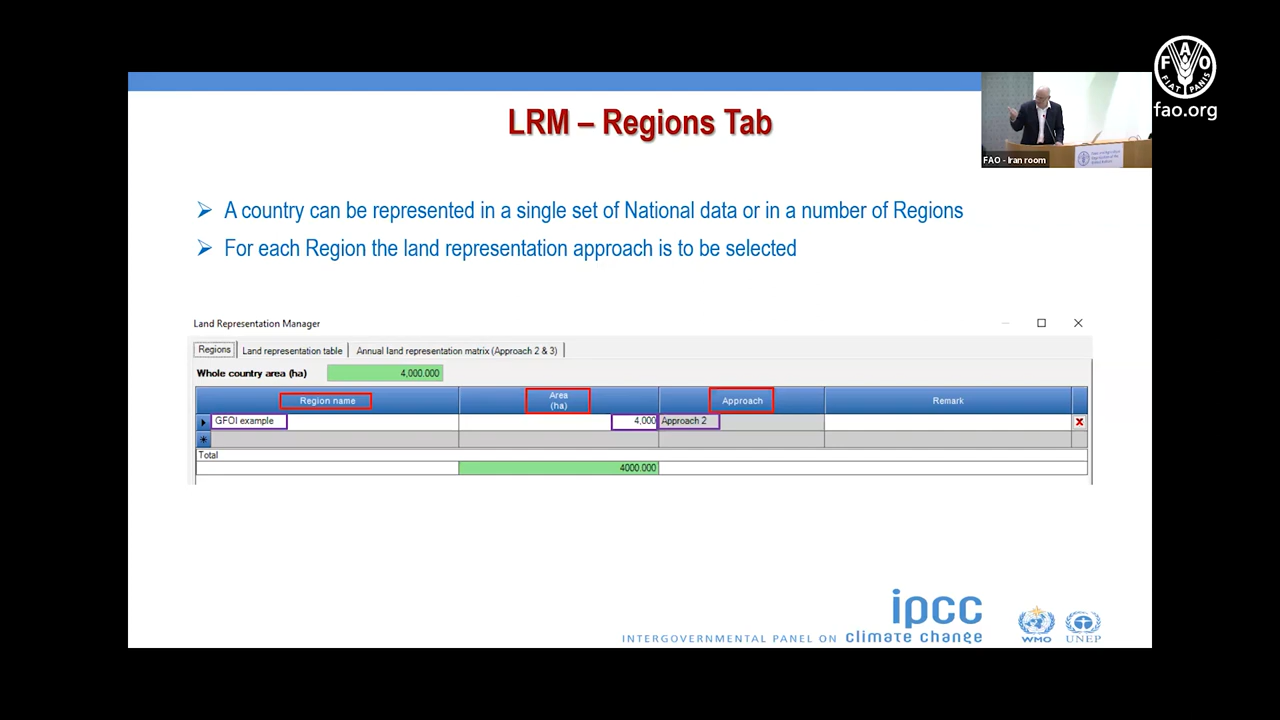 LRM – Regions Tab
FAO
FIAT PANIS
fao.org
FAO - Iran room
A country can be represented in a single set of National data or in a number of Regions
For each Region the land representation approach is to be selected
Land Representation Manager
Regions Land representation table Annual land representation matrix (Approach 2 & 3)
Whole country area (ha) 4,000.000
Region name Area (ha) Approach Remark
GFOI example 4,000 Approach 2
Total
4000.000
ipcc
INTERGOVERNMENTAL PANEL ON climate change
WMO UNEP